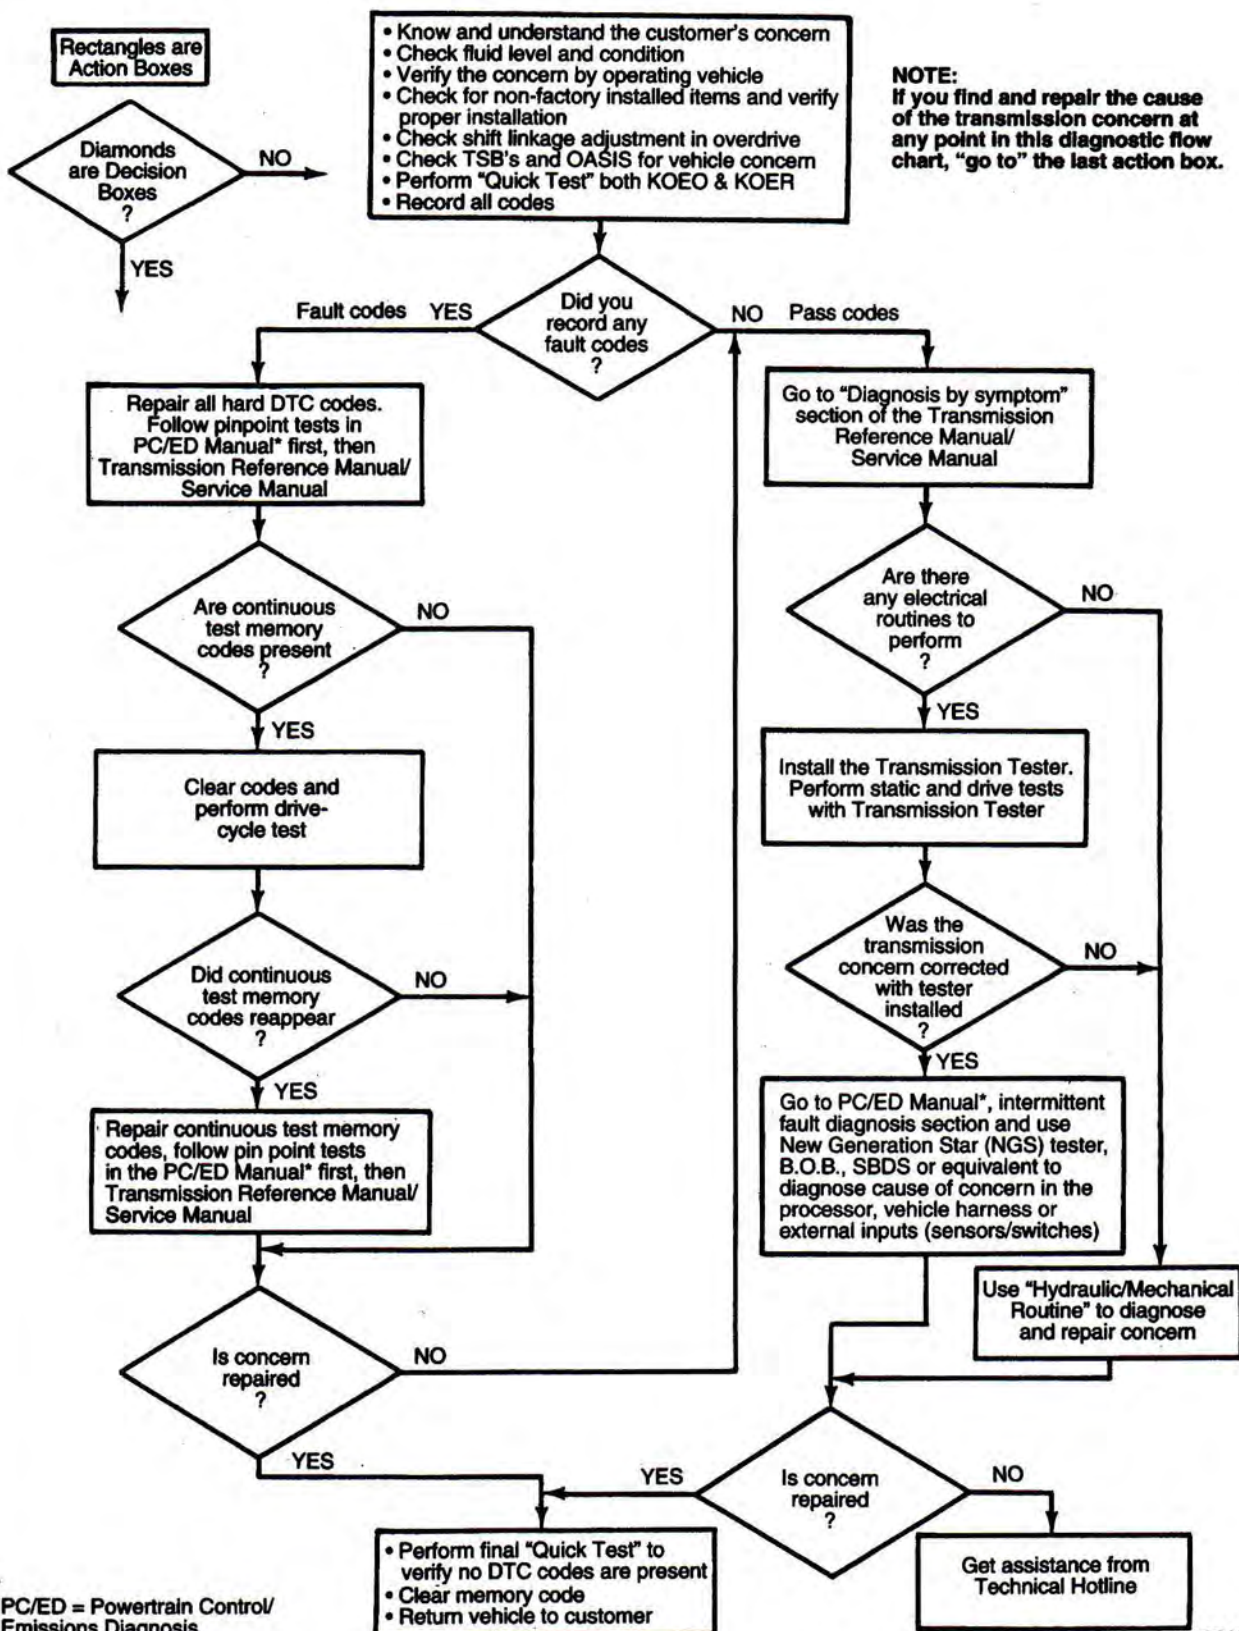 Rectangles are
Action Boxes
Diamonds
are Decision
Boxes
?
NO
YES
• Know and understand the customer's concern
• Check fluid level and condition
• Verify the concern by operating vehicle
• Check for non-factory installed items and verify
proper installation
• Check shift linkage adjustment in overdrive
• Check TSB's and OASIS for vehicle concern
• Perform "Quick Test" both KOEO & KOER
• Record all codes
NOTE:
If you find and repair the cause
of the transmission concern at
any point in this diagnostic flow
chart, "go to" the last action box.
Did you
record any
fault codes
?
Fault codes YES
NO Pass codes
Repair all hard DTC codes.
Follow pinpoint tests in
PC/ED Manual* first, then
Transmission Reference Manual/
Service Manual
Are continuous
test memory
codes present
?
NO
YES
Clear codes and
perform drive-
cycle test
Did continuous
test memory
codes reappear
?
NO
YES
Repair continuous test memory
codes, follow pin point tests
in the PC/ED Manual* first, then
Transmission Reference Manual/
Service Manual
Is concern
repaired
?
NO
YES
Go to "Diagnosis by symptom"
section of the Transmission
Reference Manual/
Service Manual
Are there
any electrical
routines to
perform
?
NO
YES
Install the Transmission Tester.
Perform static and drive tests
with Transmission Tester
Was the
transmission
concern corrected
with tester
installed
?
NO
YES
Go to PC/ED Manual*, intermittent
fault diagnosis section and use
New Generation Star (NGS) tester,
B.O.B., SBDS or equivalent to
diagnose cause of concern in the
processor, vehicle harness or
external inputs (sensors/switches)
Use "Hydraulic/Mechanical
Routine" to diagnose
and repair concern
Is concern
repaired
?
YES
NO
• Perform final "Quick Test" to
verify no DTC codes are present
• Clear memory code
• Return vehicle to customer
Get assistance from
Technical Hotline
PC/ED = Powertrain Control/
Emissions Diagnosis